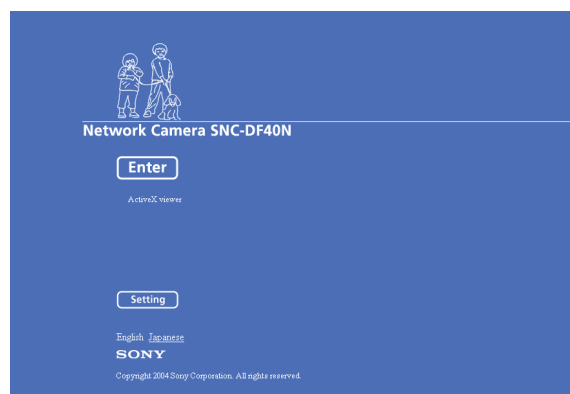 Network Camera SNC-DF40N
Enter
ActiveX viewer
Setting
English Japanese
SONY
Copyright 2004 Sony Corporation. All rights reserved.